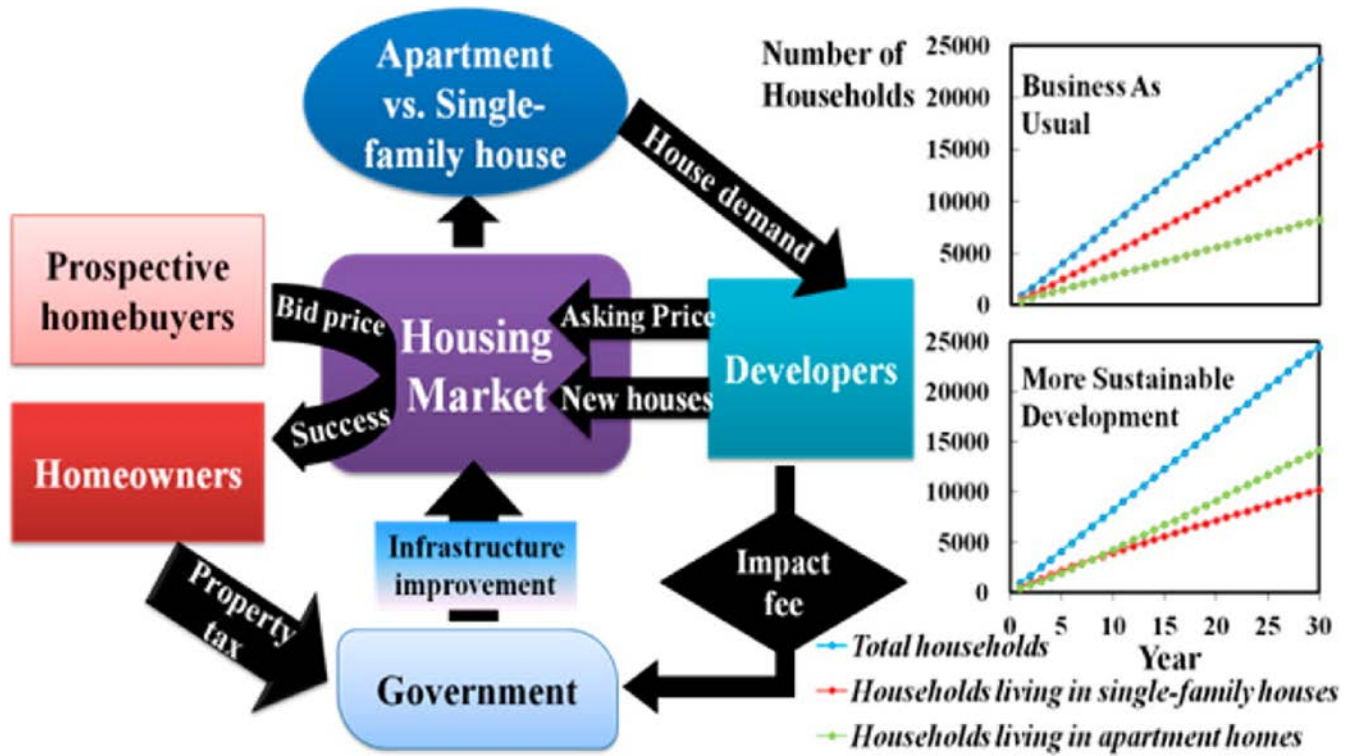 Apartment
vs. Single-
family house
House demand
Prospective
homebuyers
Bid price
Housing
Market
Asking Price
New houses
Developers
Success
Homeowners
Infrastructure
improvement
Property
tax
Government
Impact
fee
Number of
Households
25000
20000
15000
10000
5000
0
Business As
Usual
25000
20000
15000
10000
5000
0
More Sustainable
Development
0 5 10 15 20 25 30
Year
Total households
Households living in single-family houses
Households living in apartment homes